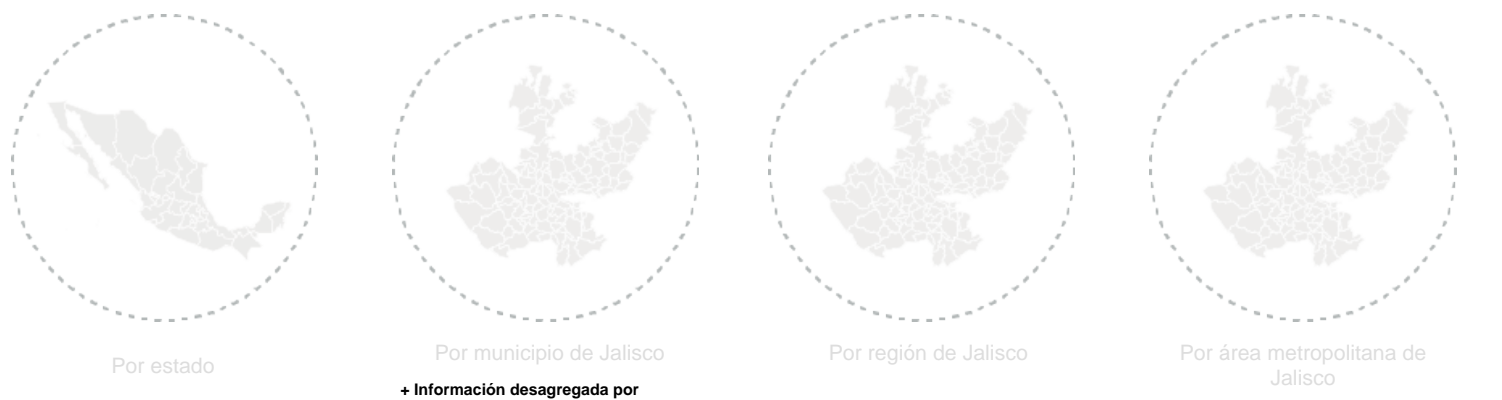 Por estado
Por municipio de Jalisco
+ Información desagregada por
Por región de Jalisco
Por área metropolitana de
Jalisco